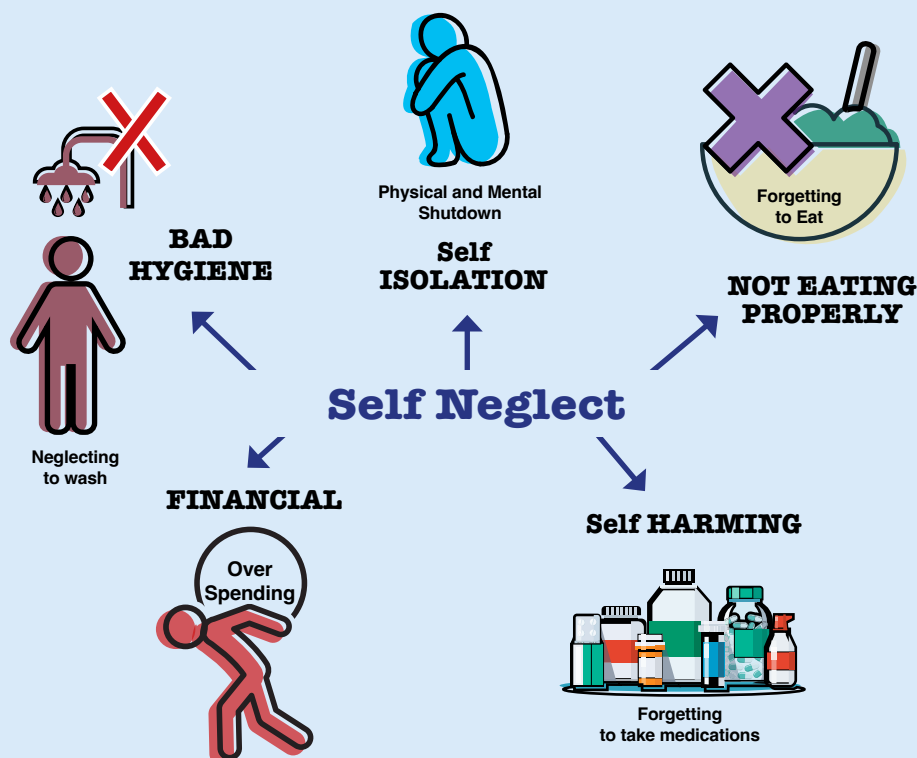 Physical and Mental
Shutdown
Self
ISOLATION
Forgetting
to Eat
NOT EATING
PROPERLY
BAD
HYGIENE
Neglecting
to wash
Self Neglect
FINANCIAL
Over
Spending
Self HARMING
Forgetting
to take medications